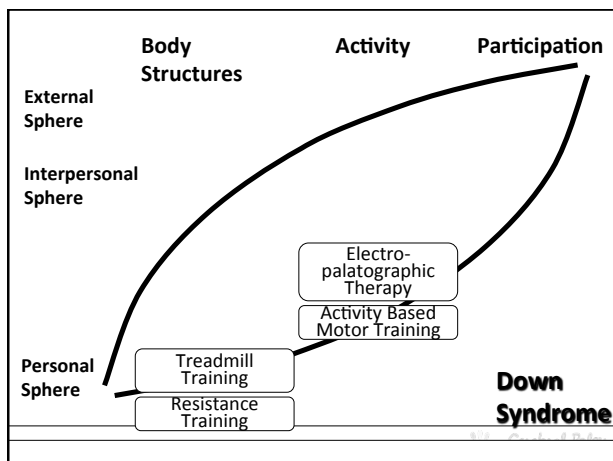 Body
Structures
Activity
Participation
External
Sphere
Interpersonal
Sphere
Electro-
palatographic
Therapy
Activity Based
Motor Training
Personal
Sphere
Treadmill
Training
Resistance
Training
Down
Syndrome